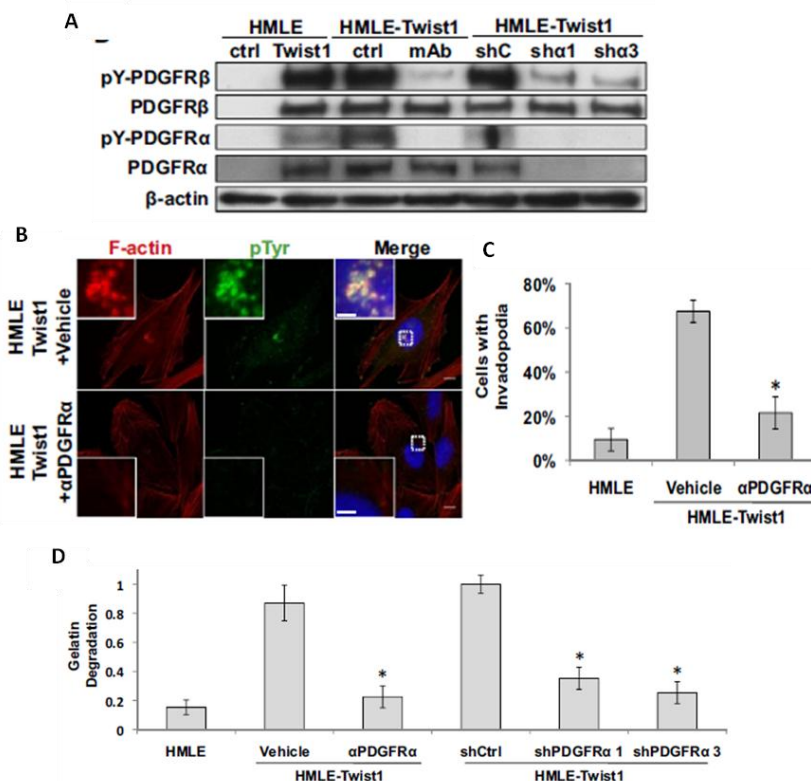 A
HMLE HMLE-Twist1 HMLE-Twist1
ctrl Twist1 ctrl mAb shC shα1 shα3
pY-PDGFRβ
PDGFRβ
pY-PDGFRα
PDGFRα
β-actin
B
F-actin pTyr Merge
HMLE
Twist1
+Vehicle
HMLE
Twist1
+αPDGFRα
C
Cells with
Invadopodia
80%
60%
40%
20%
0%
*
HMLE Vehicle αPDGFRα
HMLE-Twist1
D
Gelatin
Degradation
1
0.8
0.6
0.4
0.2
0
* * *
HMLE Vehicle αPDGFRα shCtrl shPDGFRα 1 shPDGFRα 3
HMLE-Twist1 HMLE-Twist1